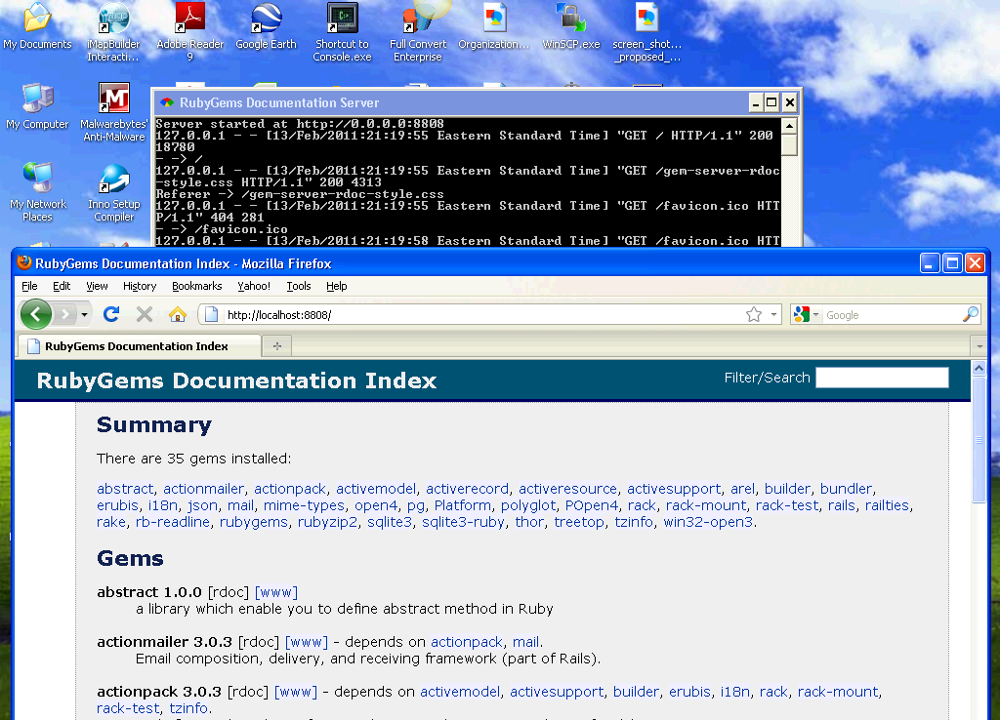 My Documents
iMapBuilder Interacti...
Adobe Reader 9
Google Earth
Shortcut to Console.exe
Full Convert Enterprise
Organization...
WinSCP.exe
screen_shot... _proposed_...
My Computer
Malwarebytes' Anti-Malware
My Network Places
Inno Setup Compiler
RubyGems Documentation Server
Server started at http://0.0.0.0:8808
127.0.0.1 - - [13/Feb/2011:21:19:55 Eastern Standard Time] "GET / HTTP/1.1" 200
18780
- -> /
127.0.0.1 - - [13/Feb/2011:21:19:55 Eastern Standard Time] "GET /gem-server-rdoc
-style.css HTTP/1.1" 200 4313
Referer -> /gem-server-rdoc-style.css
127.0.0.1 - - [13/Feb/2011:21:19:55 Eastern Standard Time] "GET /favicon.ico HTT
P/1.1" 404 281
- -> /favicon.ico
127.0.0.1 - - [13/Feb/2011:21:19:58 Eastern Standard Time] "GET /favicon.ico HTT
RubyGems Documentation Index - Mozilla Firefox
File Edit View History Bookmarks Yahoo! Tools Help
http://localhost:8808/
Google
RubyGems Documentation Index
RubyGems Documentation Index
Filter/Search
Summary
There are 35 gems installed:
abstract, actionmailer, actionpack, activemodel, activerecord, activeresource, activesupport, arel, builder, bundler,
erubis, i18n, json, mail, mime-types, open4, pg, Platform, polyglot, POpen4, rack, rack-mount, rack-test, rails, railties,
rake, rb-readline, rubygems, rubyzip2, sqlite3, sqlite3-ruby, thor, treetop, tzinfo, win32-open3.
Gems
abstract 1.0.0 [rdoc] [www]
a library which enable you to define abstract method in Ruby
actionmailer 3.0.3 [rdoc] [www] - depends on actionpack, mail.
Email composition, delivery, and receiving framework (part of Rails).
actionpack 3.0.3 [rdoc] [www] - depends on activemodel, activesupport, builder, erubis, i18n, rack, rack-mount,
rack-test, tzinfo.